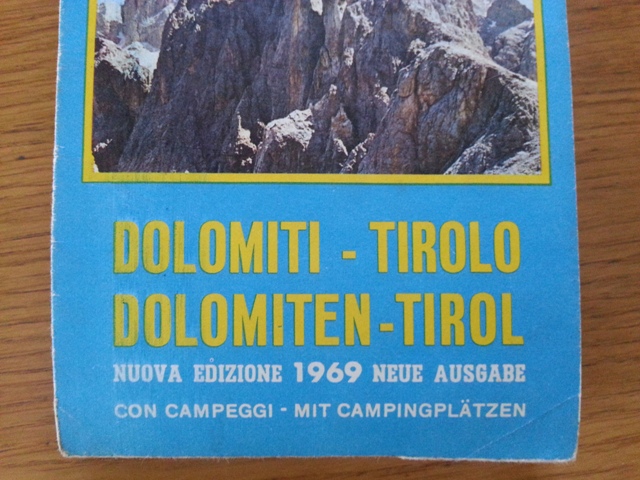 DOLOMITI - TIROLO
DOLOMITEN - TIROL
NUOVA EDIZIONE 1969 NEUE AUSGABE
CON CAMPEGGI - MIT CAMPINGPLÄTZEN